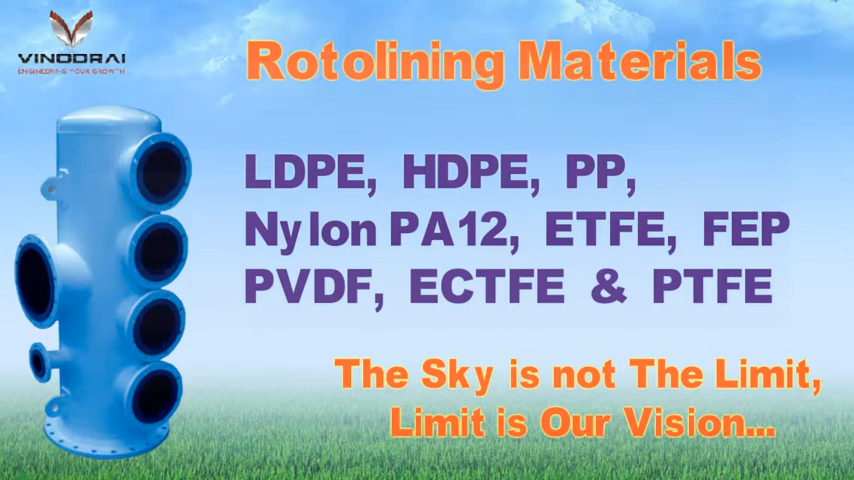 VINODRAI
ENGINEERING YOUR GROWTH
Rotolining Materials
LDPE, HDPE, PP,
Nylon PA12, ETFE, FEP
PVDF, ECTFE & PTFE
The Sky is not The Limit,
Limit is Our Vision...